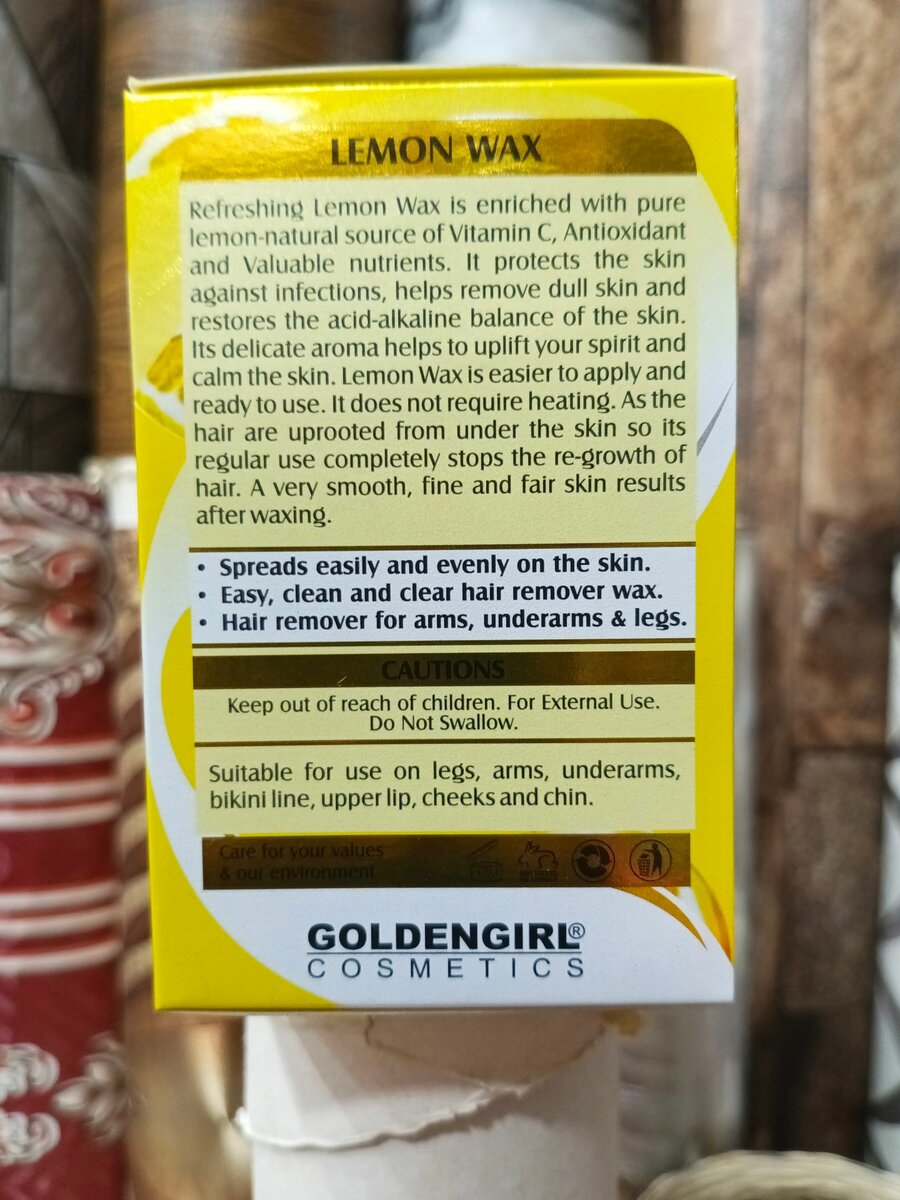 LEMON WAX
Refreshing Lemon Wax is enriched with pure
lemon-natural source of Vitamin C, Antioxidant
and Valuable nutrients. It protects the skin
against infections, helps remove dull skin and
restores the acid-alkaline balance of the skin.
Its delicate aroma helps to uplift your spirit and
calm the skin. Lemon Wax is easier to apply and
ready to use. It does not require heating. As the
hair are uprooted from under the skin so its
regular use completely stops the re-growth of
hair. A very smooth, fine and fair skin results
after waxing.
• Spreads easily and evenly on the skin.
• Easy, clean and clear hair remover wax.
• Hair remover for arms, underarms & legs.
CAUTIONS
Keep out of reach of children. For External Use.
Do Not Swallow.
Suitable for use on legs, arms, underarms,
bikini line, upper lip, cheeks and chin.
Care for your values
& our environment
NOT TESTED
ON ANIMALS
GOLDENGIRL®
COSMETICS